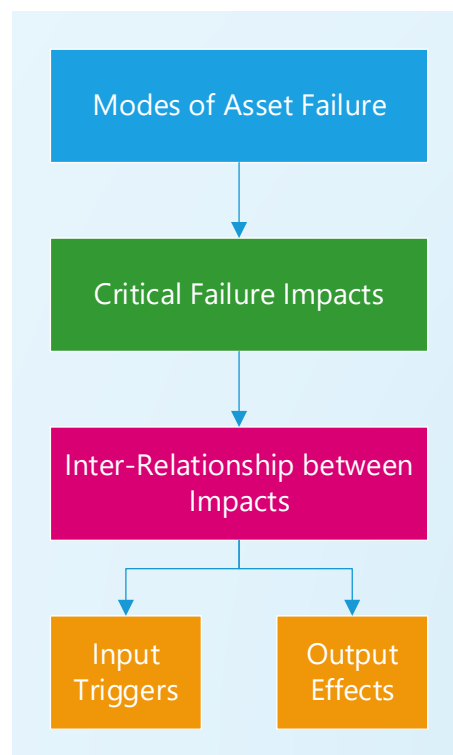 Modes of Asset Failure
Critical Failure Impacts
Inter-Relationship between
Impacts
Input
Triggers
Output
Effects